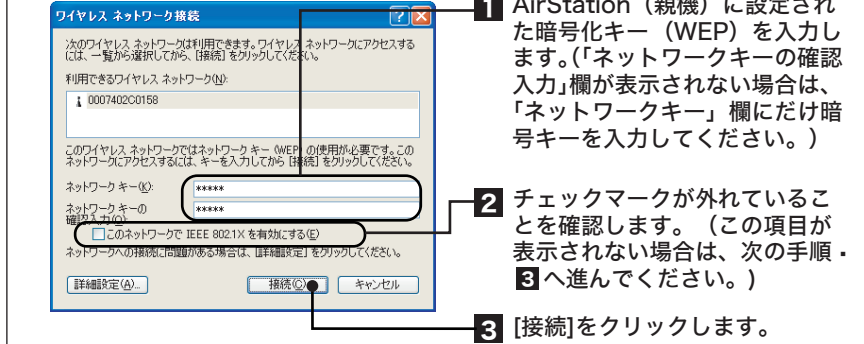 ワイヤレス ネットワーク接続
次のワイヤレス ネットワークは利用できます。ワイヤレス ネットワークにアクセスする
には、一覧から選択してから、[接続] をクリックしてください。
利用できるワイヤレス ネットワーク(N):
0007402C0158
このワイヤレス ネットワークではネットワーク キー (WEP) の使用が必要です。この
ネットワークにアクセスするには、キーを入力してから [接続] をクリックしてください。
ネットワーク キー(K):
*****
ネットワーク キーの
確認入力(O):
*****
このネットワークで IEEE 802.1X を有効にする(E)
ネットワークへの接続に問題がある場合は、[詳細設定] をクリックしてください。
詳細設定(A)...
接続(C)
キャンセル
1 AirStation（親機）に設定され
た暗号化キー（WEP）を入力し
ます。(｢ネットワークキーの確認
入力｣欄が表示されない場合は、
「ネットワークキー」欄にだけ暗
号キーを入力してください。）
2 チェックマークが外れているこ
とを確認します。（この項目が
表示されない場合は、次の手順・
3 へ進んでください。)
3 [接続]をクリックします。